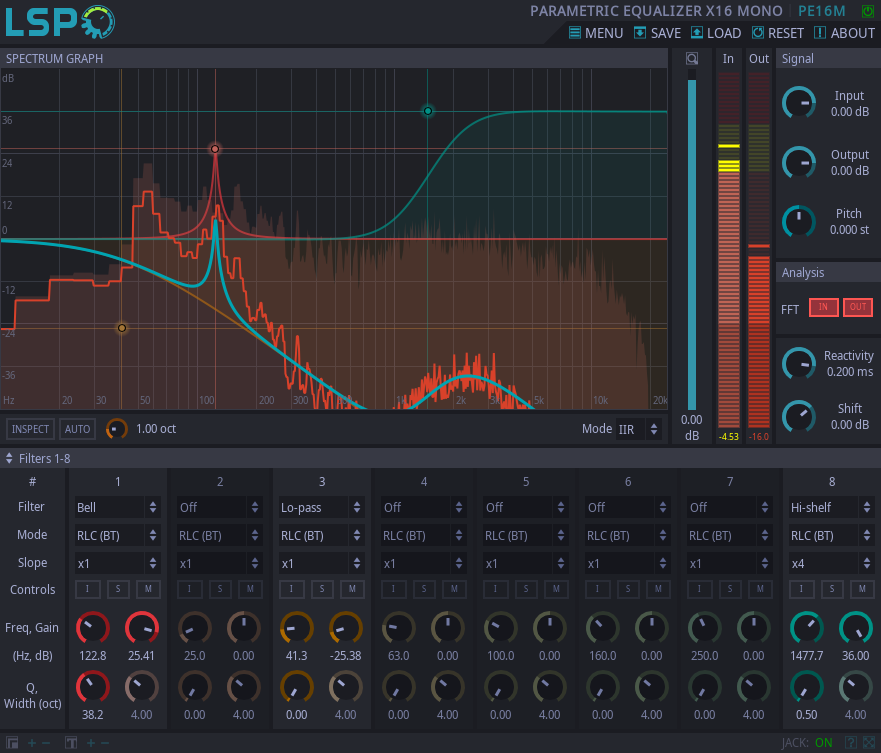 LSP
PARAMETRIC EQUALIZER X16 MONO PE16M
MENU SAVE LOAD RESET ABOUT
SPECTRUM GRAPH
In Out
Signal
dB
36
24
12
0
-12
-24
-36
Hz 20 30 50 100 200 300 1k 2k 3k 5k 10k 20k
Input
0.00 dB
Output
0.00 dB
Pitch
0.000 st
Analysis
FFT IN OUT
Reactivity
0.200 ms
Shift
0.00 dB
0.00
dB
-4.53
-16.0
INSPECT AUTO 1.00 oct
Mode IIR
Filters 1-8
# 1 2 3 4 5 6 7 8
Filter Bell Off Lo-pass Off Off Off Off Hi-shelf
Mode RLC (BT) RLC (BT) RLC (BT) RLC (BT) RLC (BT) RLC (BT) RLC (BT) RLC (BT)
Slope x1 x1 x1 x1 x1 x1 x1 x4
Controls I S M I S M I S M I S M I S M I S M I S M I S M
Freq, Gain
(Hz, dB) 122.8 25.41 25.0 0.00 41.3 -25.38 63.0 0.00 100.0 0.00 160.0 0.00 250.0 0.00 1477.7 36.00
Q,
Width (oct)
38.2 4.00 0.00 4.00 0.00 4.00 0.00 4.00 0.00 4.00 0.00 4.00 0.00 4.00 0.50 4.00
JACK: ON ?